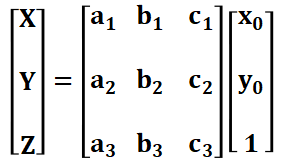 X a₁ b₁ c₁ x₀
Y = a₂ b₂ c₂ y₀
Z a₃ b₃ c₃ 1